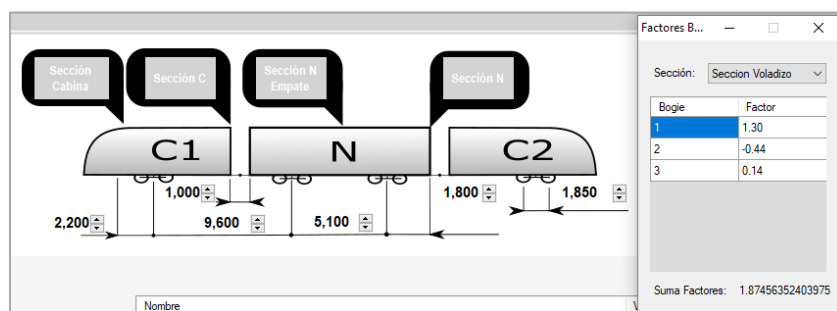 Factores B...
Sección
Cabina
Sección C
Sección N
Empate
Sección N
Sección: Seccion Voladizo
Bogie Factor
1 1.30
2 -0.44
3 0.14
C1 N C2
1,000 1,800 1,850
2,200 9,600 5,100
Suma Factores: 1.87456352403975
Nombre